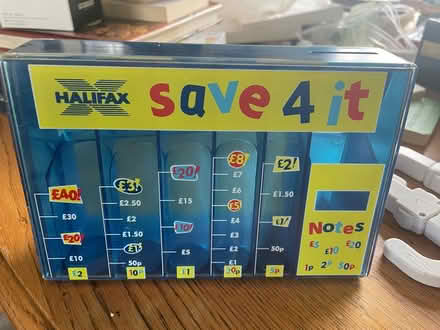 HALIFAX
save 4 it
£40!
£30
£20!
£10
£2
£3!
£2.50
£2
£1.50
£1!
50p
10p
£20!
£15
£10!
£5
£1
£8!
£7
£6
£5
£4
£3
£2
£1
20p
£2!
£1.50
£1!
50p
5p
Notes
£5 £10 £20
1p 2p 50p